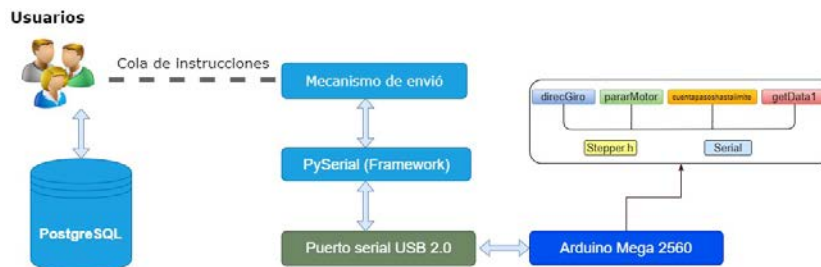 Usuarios
Cola de instrucciones
Mecanismo de envió
direcGiro
pararMotor
cuentapasoshastalimite
getData1
PySerial (Framework)
Stepper.h
Serial
PostgreSQL
Puerto serial USB 2.0
Arduino Mega 2560